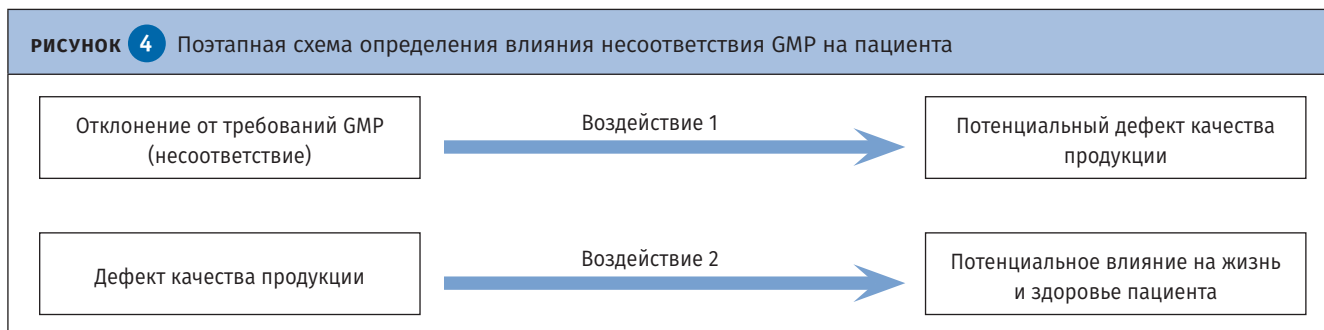 РИСУНОК 4 Поэтапная схема определения влияния несоответствия GMP на пациента
Отклонение от требований GMP
(несоответствие)
Воздействие 1
Потенциальный дефект качества
продукции
Дефект качества продукции
Воздействие 2
Потенциальное влияние на жизнь
и здоровье пациента